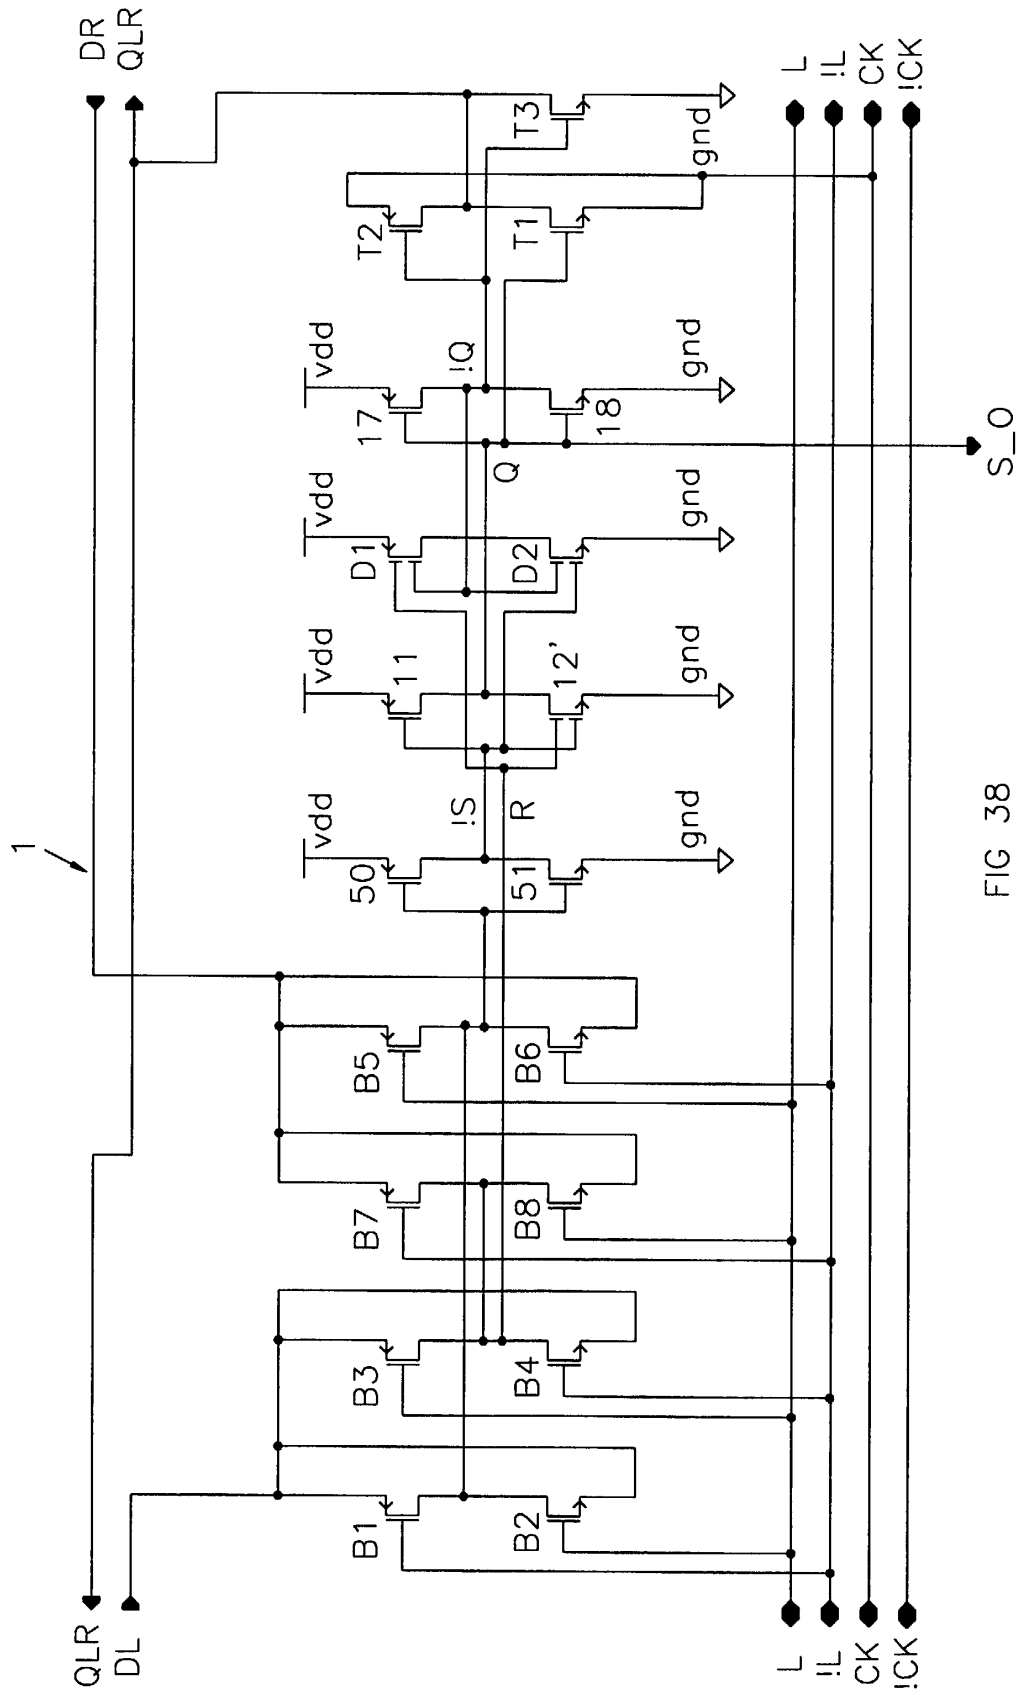 1
QLR
DL
DR
QLR
vdd
vdd
vdd
vdd
B1
B3
B7
B5
50
11
D1
17
T2
!S
R
Q
!Q
B2
B4
B8
B6
51
12'
D2
18
T1
T3
gnd
gnd
gnd
gnd
gnd
L
!L
CK
!CK
L
!L
CK
!CK
S_O
FIG 38